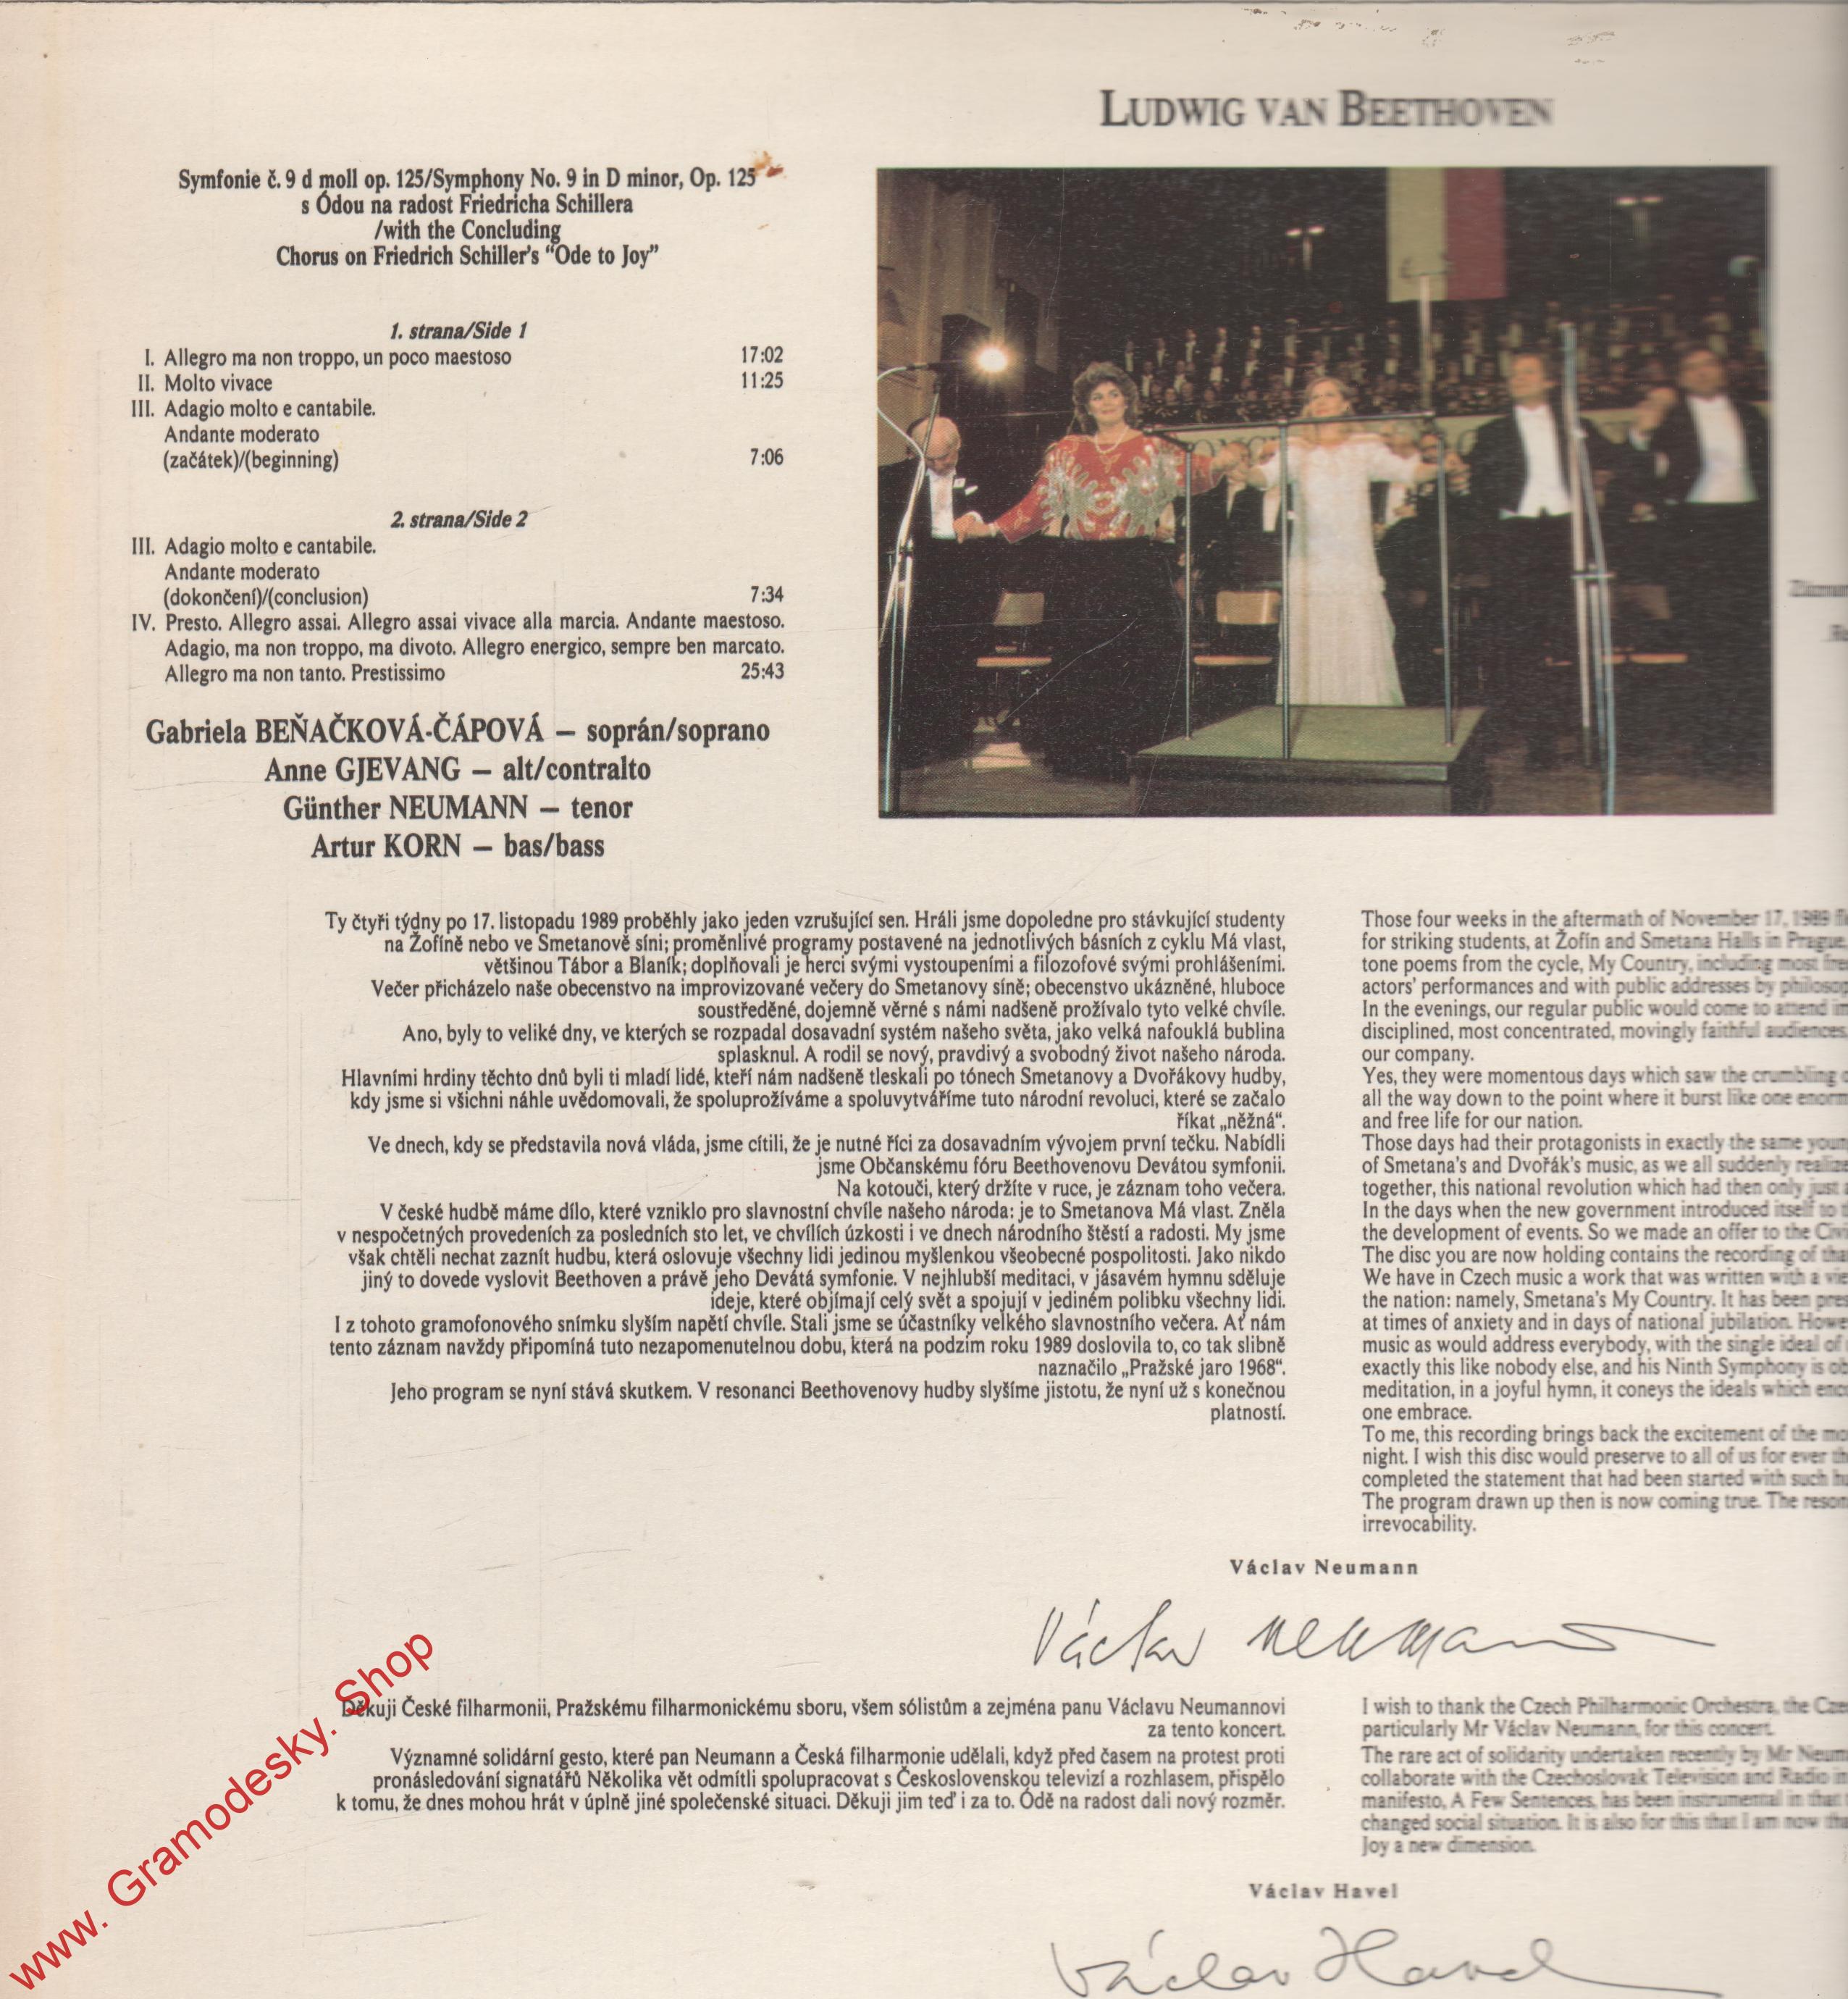 LUDWIG VAN BEETHOVEN
Symfonie č. 9 d moll op. 125/Symphony No. 9 in D minor, Op. 125
s Ódou na radost Friedricha Schillera
/with the Concluding
Chorus on Friedrich Schiller's “Ode to Joy”
1. strana/Side 1
I. Allegro ma non troppo, un poco maestoso 17:02
II. Molto vivace 11:25
III. Adagio molto e cantabile.
Andante moderato
(začátek)/(beginning) 7:06
2. strana/Side 2
III. Adagio molto e cantabile.
Andante moderato
(dokončení)/(conclusion) 7:34
IV. Presto. Allegro assai. Allegro assai vivace alla marcia. Andante maestoso.
Adagio, ma non troppo, ma divoto. Allegro energico, sempre ben marcato.
Allegro ma non tanto. Prestissimo 25:43
Gabriela BEŇAČKOVÁ-ČÁPOVÁ — soprán/soprano
Anne GJEVANG — alt/contralto
Günther NEUMANN — tenor
Artur KORN — bas/bass
Ty čtyři týdny po 17. listopadu 1989 proběhly jako jeden vzrušující sen. Hráli jsme dopoledne pro stávkující studenty
na Žofíně nebo ve Smetanově síni; proměnlivé programy postavené na jednotlivých básních z cyklu Má vlast,
většinou Tábor a Blaník; doplňovali je herci svými vystoupeními a filozofové svými prohlášeními.
Večer přicházelo naše obecenstvo na improvizované večery do Smetanovy síně; obecenstvo ukázněné, hluboce
soustředěné, dojemně věrné s námi nadšeně prožívalo tyto velké chvíle.
Ano, byly to veliké dny, ve kterých se rozpadal dosavadní systém našeho světa, jako velká nafouklá bublina
splasknul. A rodil se nový, pravdivý a svobodný život našeho národa.
Hlavními hrdiny těchto dnů byli ti mladí lidé, kteří nám nadšeně tleskali po tónech Smetanovy a Dvořákovy hudby,
kdy jsme si všichni náhle uvědomovali, že spoluprožíváme a spoluvytváříme tuto národní revoluci, které se začalo
říkat „něžná“.
Ve dnech, kdy se představila nová vláda, jsme cítili, že je nutné říci za dosavadním vývojem první tečku. Nabídli
jsme Občanskému fóru Beethovenovu Devátou symfonii.
Na kotouči, který držíte v ruce, je záznam toho večera.
V české hudbě máme dílo, které vzniklo pro slavnostní chvíle našeho národa: je to Smetanova Má vlast. Zněla
v nespočetných provedeních za posledních sto let, ve chvílích úzkosti i ve dnech národního štěstí a radosti. My jsme
však chtěli nechat zaznít hudbu, která oslovuje všechny lidi jedinou myšlenkou všeobecné pospolitosti. Jako nikdo
jiný to dovede vyslovit Beethoven a právě jeho Devátá symfonie. V nejhlubší meditaci, v jásavém hymnu sděluje
ideje, které objímají celý svět a spojují v jediném polibku všechny lidi.
I z tohoto gramofonového snímku slyším napětí chvíle. Stali jsme se účastníky velkého slavnostního večera. Ať nám
tento záznam navždy připomíná tuto nezapomenutelnou dobu, která na podzim roku 1989 doslovila to, co tak slibně
naznačilo „Pražské jaro 1968“.
Jeho program se nyní stává skutkem. V resonanci Beethovenovy hudby slyšíme jistotu, že nyní už s konečnou
platností.
Those four weeks in the aftermath of November 17, 1989
for striking students, at Žofín and Smetana Halls in Prague,
tone poems from the cycle, My Country, including most
actors' performances and with public addresses by
In the evenings, our regular public would come to attend
disciplined, most concentrated, movingly faithful audiences,
our company.
Yes, they were momentous days which saw the crumbling
all the way down to the point where it burst like one
and free life for our nation.
Those days had their protagonists in exactly the same
of Smetana's and Dvořák's music, as we all suddenly
together, this national revolution which had then only just
In the days when the new government introduced itself to
the development of events. So we made an offer to the
The disc you are now holding contains the recording of
We have in Czech music a work that was written with a
the nation: namely, Smetana's My Country. It has been
at times of anxiety and in days of national jubilation.
music as would address everybody, with the single ideal of
exactly this like nobody else, and his Ninth Symphony is
meditation, in a joyful hymn, it coneys the ideals which
one embrace.
To me, this recording brings back the excitement of the
night. I wish this disc would preserve to all of us for ever
completed the statement that had been started with such
The program drawn up then is now coming true. The
irrevocability.
Václav Neumann
Václav Neumann
Děkuji České filharmonii, Pražskému filharmonickému sboru, všem sólistům a zejména panu Václavu Neumannovi
za tento koncert.
Významné solidární gesto, které pan Neumann a Česká filharmonie udělali, když před časem na protest proti
pronásledování signatářů Několika vět odmítli spolupracovat s Československou televizí a rozhlasem, přispělo
k tomu, že dnes mohou hrát v úplně jiné společenské situaci. Děkuji jim teď i za to. Ódě na radost dali nový rozměr.
I wish to thank the Czech Philharmonic Orchestra, the
particularly Mr Václav Neumann, for this concert.
The rare act of solidarity undertaken recently by Mr
collaborate with the Czechoslovak Television and Radio in
manifesto, A Few Sentences, has been instrumental in that
changed social situation. It is also for this that I am now
Joy a new dimension.
Václav Havel
Václav Havel
www. Gramodesky. Shop